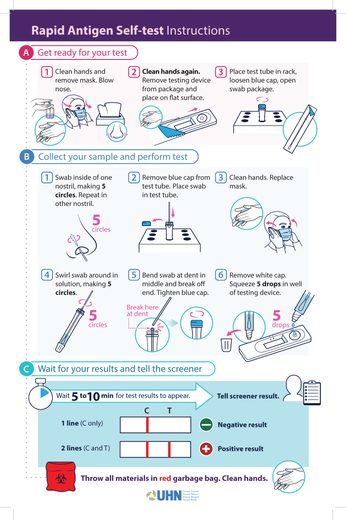 Rapid Antigen Self-test Instructions
A Get ready for your test
1 Clean hands and
remove mask. Blow
nose.
2 Clean hands again.
Remove testing device
from package and
place on flat surface.
3 Place test tube in rack,
loosen blue cap, open
swab package.
B Collect your sample and perform test
1 Swab inside of one
nostril, making 5
circles. Repeat in
other nostril.
5
circles
2 Remove blue cap from
test tube. Place swab
in test tube.
3 Clean hands. Replace
mask.
4 Swirl swab around in
solution, making 5
circles.
5
circles
5 Bend swab at dent in
middle and break off
end. Tighten blue cap.
Break here
at dent
6 Remove white cap.
Squeeze 5 drops in well
of testing device.
5
drops
C Wait for your results and tell the screener
Wait 5 to 10 min for test results to appear.
Tell screener result.
C T
1 line (C only)
Negative result
2 lines (C and T)
Positive result
Throw all materials in red garbage bag. Clean hands.
UHN